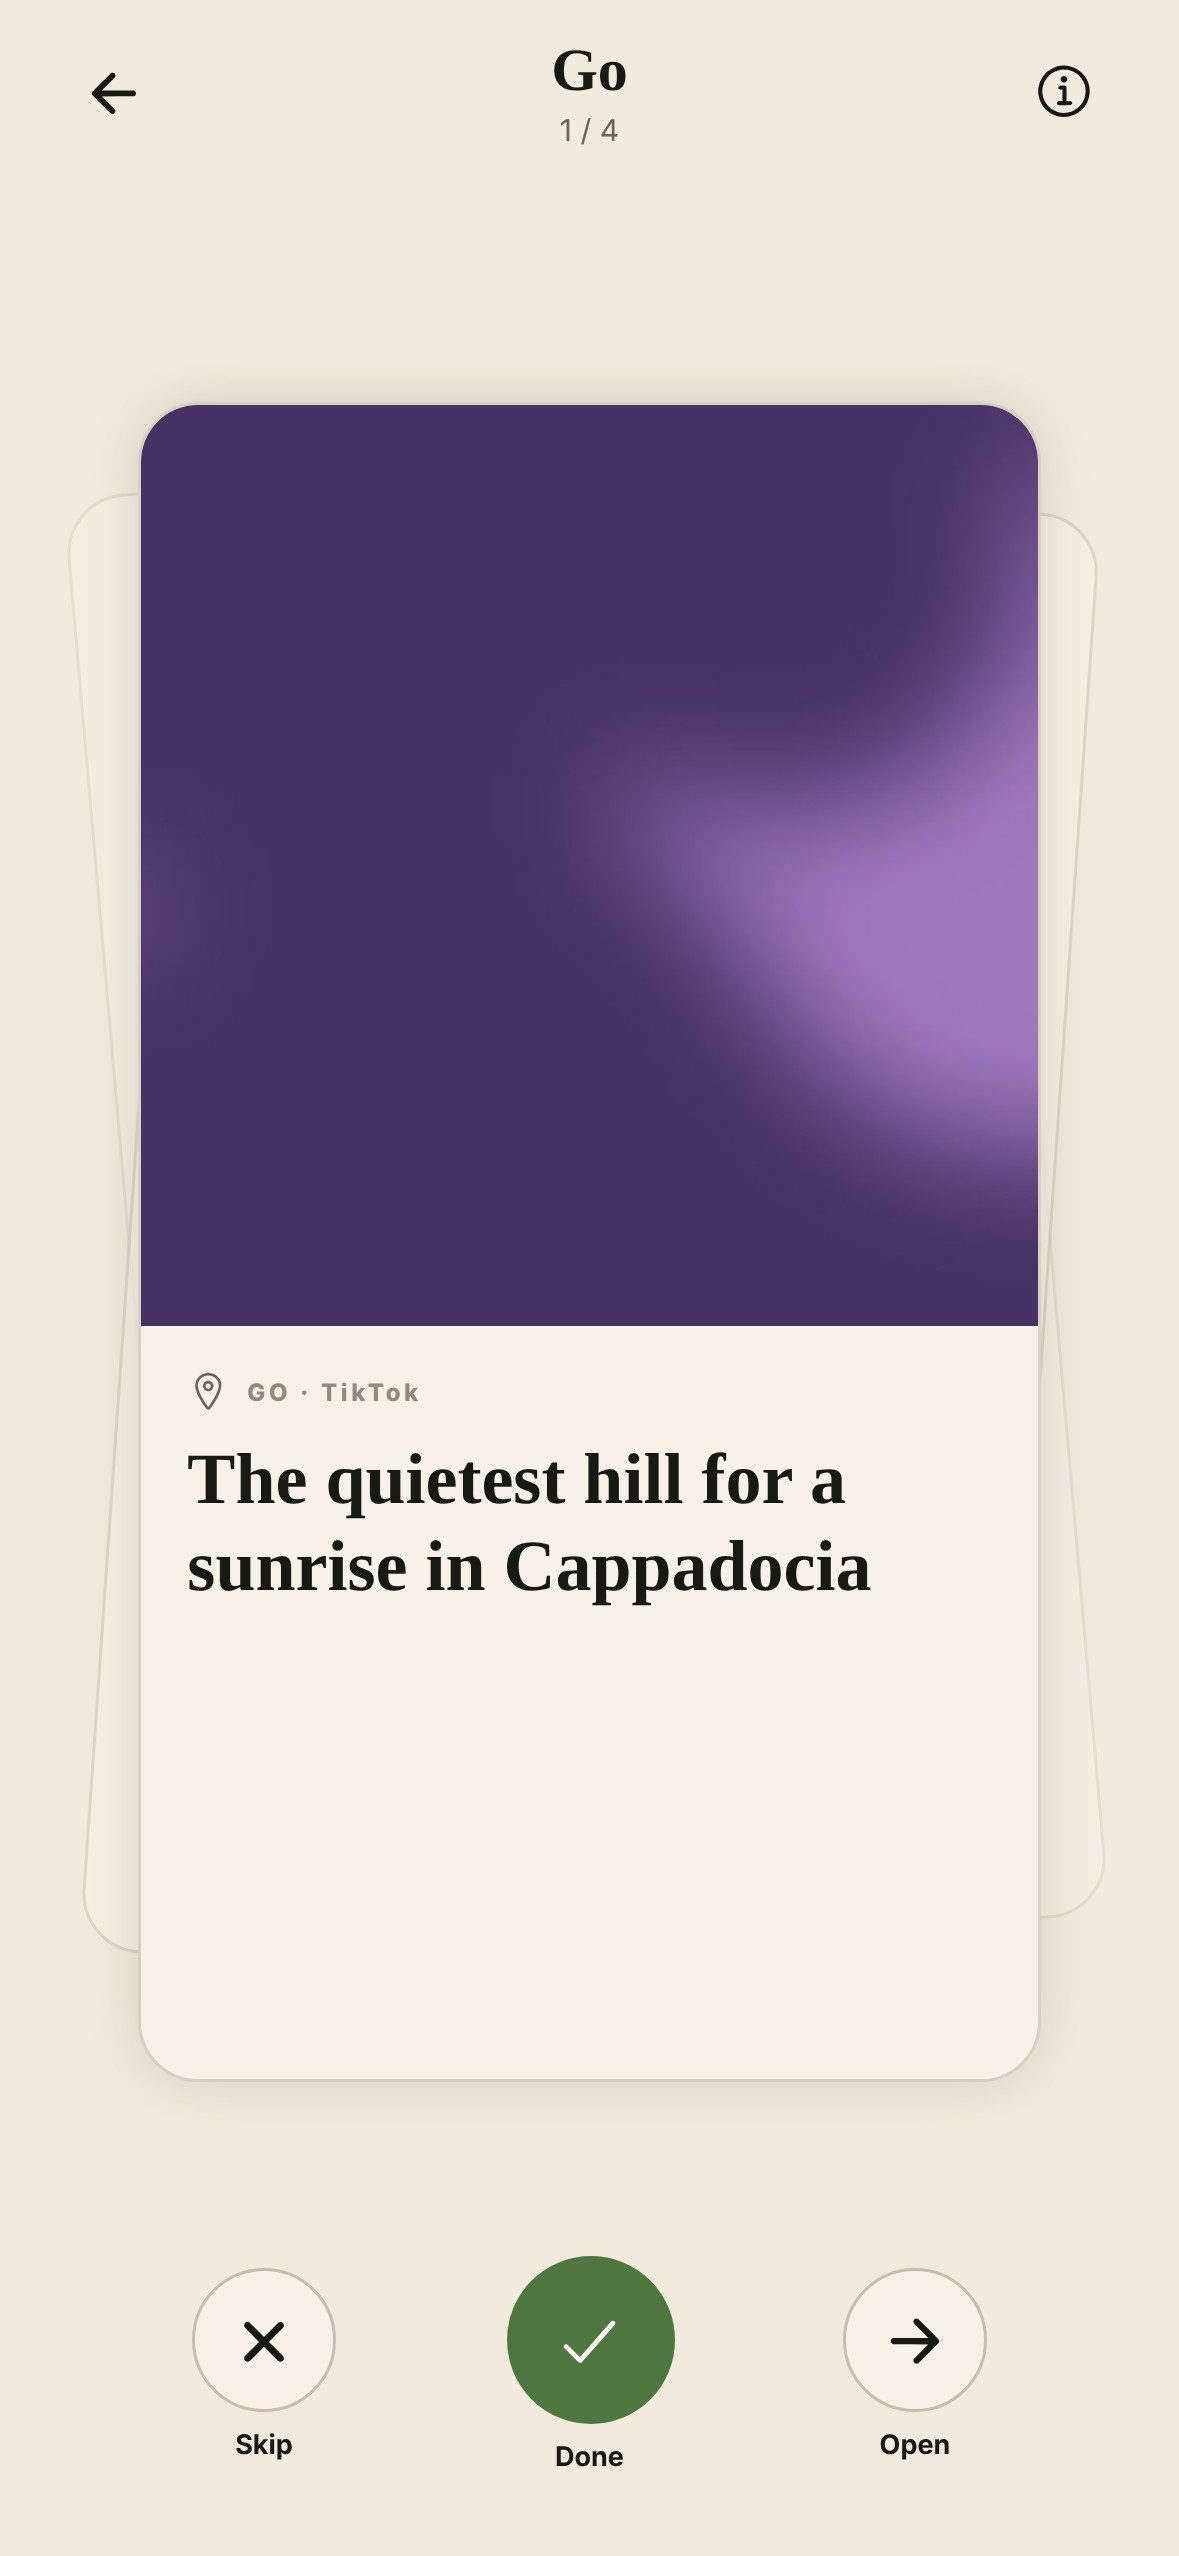 Go
1 / 4
GO · TikTok
The quietest hill for a
sunrise in Cappadocia
Skip
Done
Open